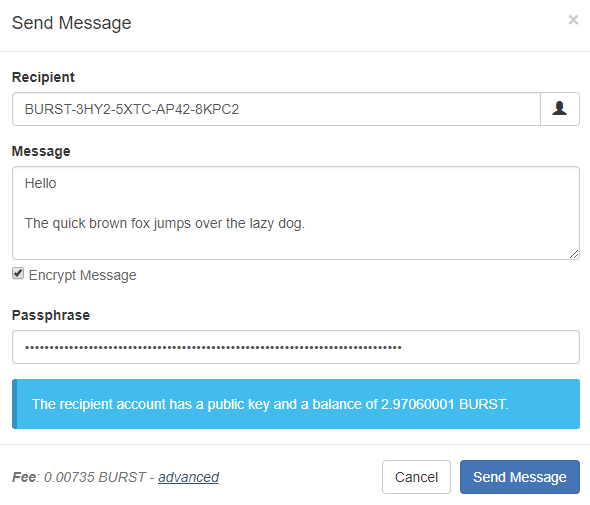 Send Message
×
Recipient
BURST-3HY2-5XTC-AP42-8KPC2
Message
Hello
The quick brown fox jumps over the lazy dog.
Encrypt Message
Passphrase
The recipient account has a public key and a balance of 2.97060001 BURST.
Fee: 0.00735 BURST - advanced
Cancel
Send Message